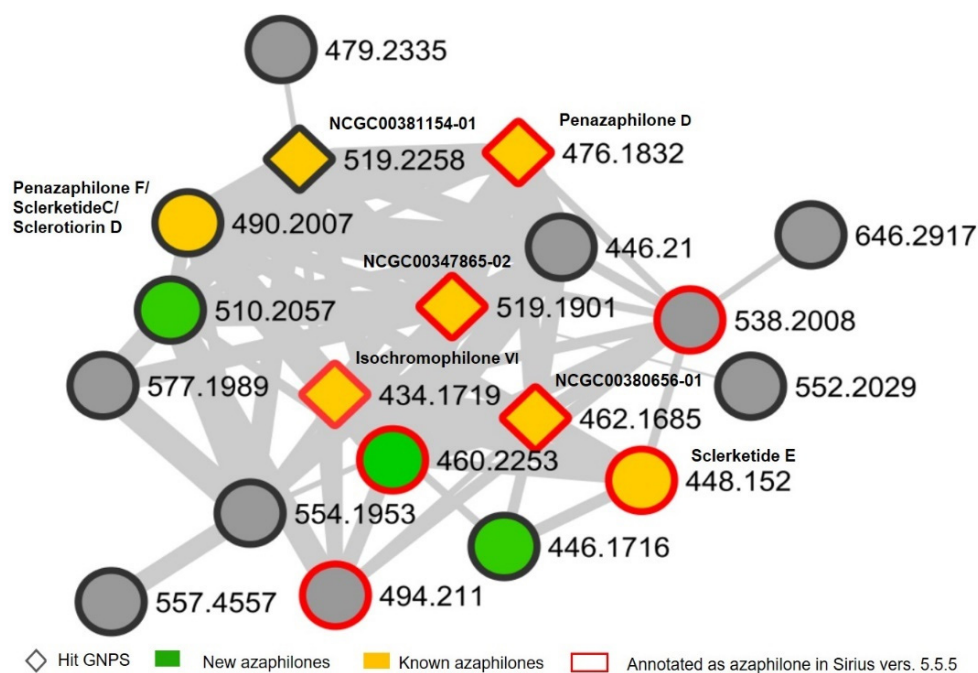 479.2335
NCGC00381154-01
519.2258
Penazaphilone D
476.1832
Penazaphilone F/
SclerketideC/
Sclerotiorin D
490.2007
446.21
646.2917
NCGC00347865-02
510.2057
519.1901
538.2008
Isochromophilone VI
577.1989
434.1719
NCGC00380656-01
462.1685
552.2029
460.2253
Sclerketide E
448.152
554.1953
446.1716
557.4557
494.211
Hit GNPS
New azaphilones
Known azaphilones
Annotated as azaphilone in Sirius vers. 5.5.5